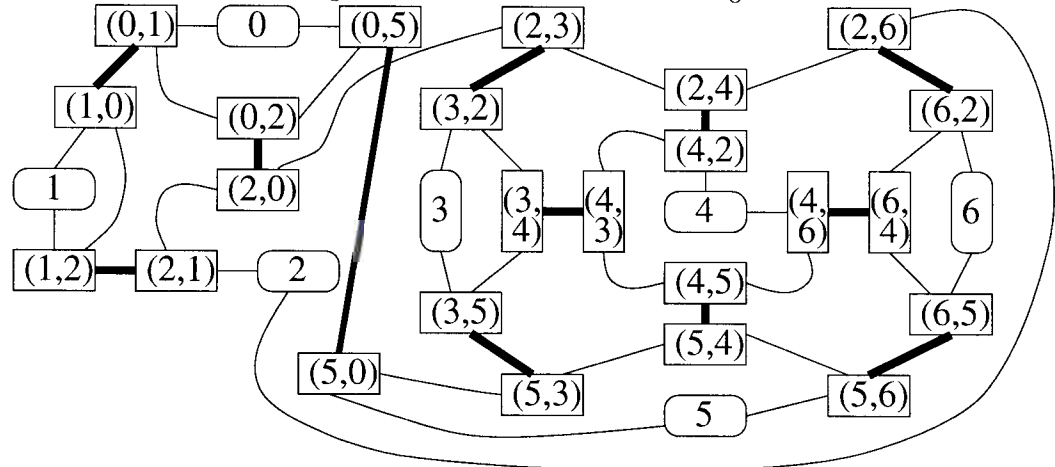 (0,1) 0 (0,5) (2,3) (2,6)
(1,0) (0,2) (3,2) (2,4) (6,2)
(4,2)
1 (2,0) 3 (3,4) (4,3) 4 (4,6) (6,4) 6
(1,2) (2,1) 2 (4,5)
(3,5) (6,5)
(5,4)
(5,0) (5,3) (5,6)
5